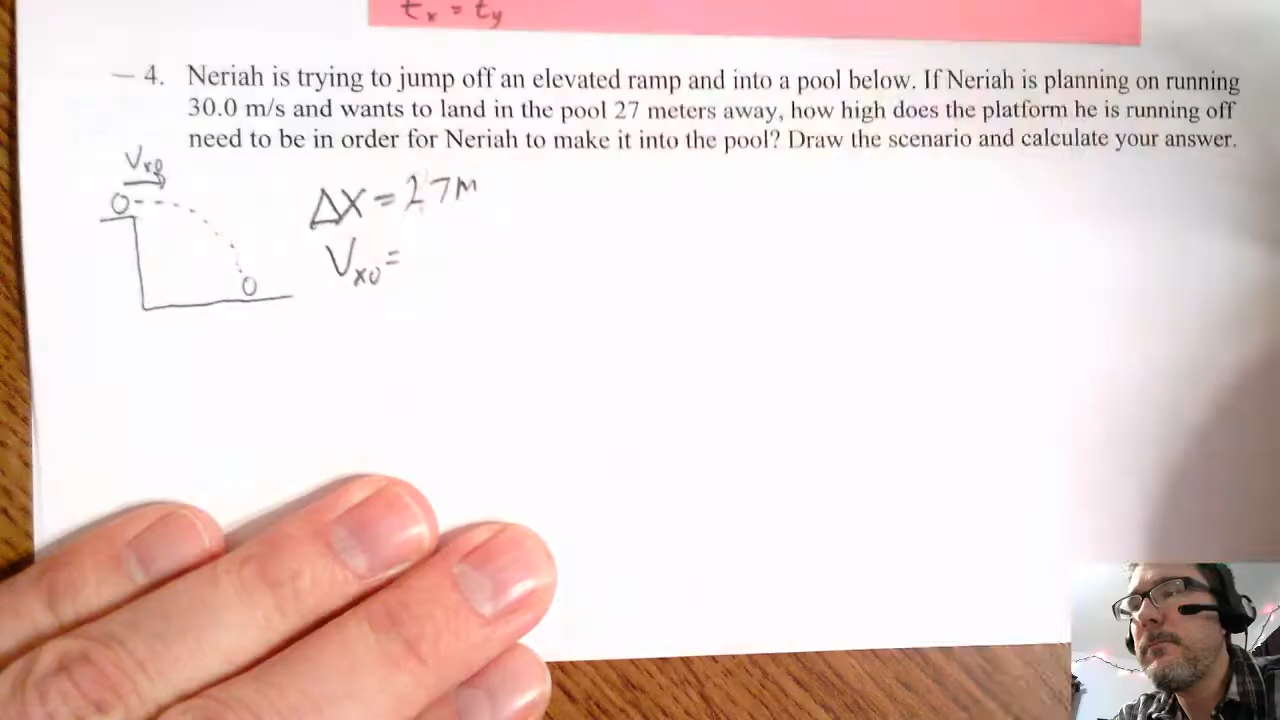 tx = ty
– 4. Neriah is trying to jump off an elevated ramp and into a pool below. If Neriah is planning on running
30.0 m/s and wants to land in the pool 27 meters away, how high does the platform he is running off
need to be in order for Neriah to make it into the pool? Draw the scenario and calculate your answer.
ΔX = 27m
Vx0 =